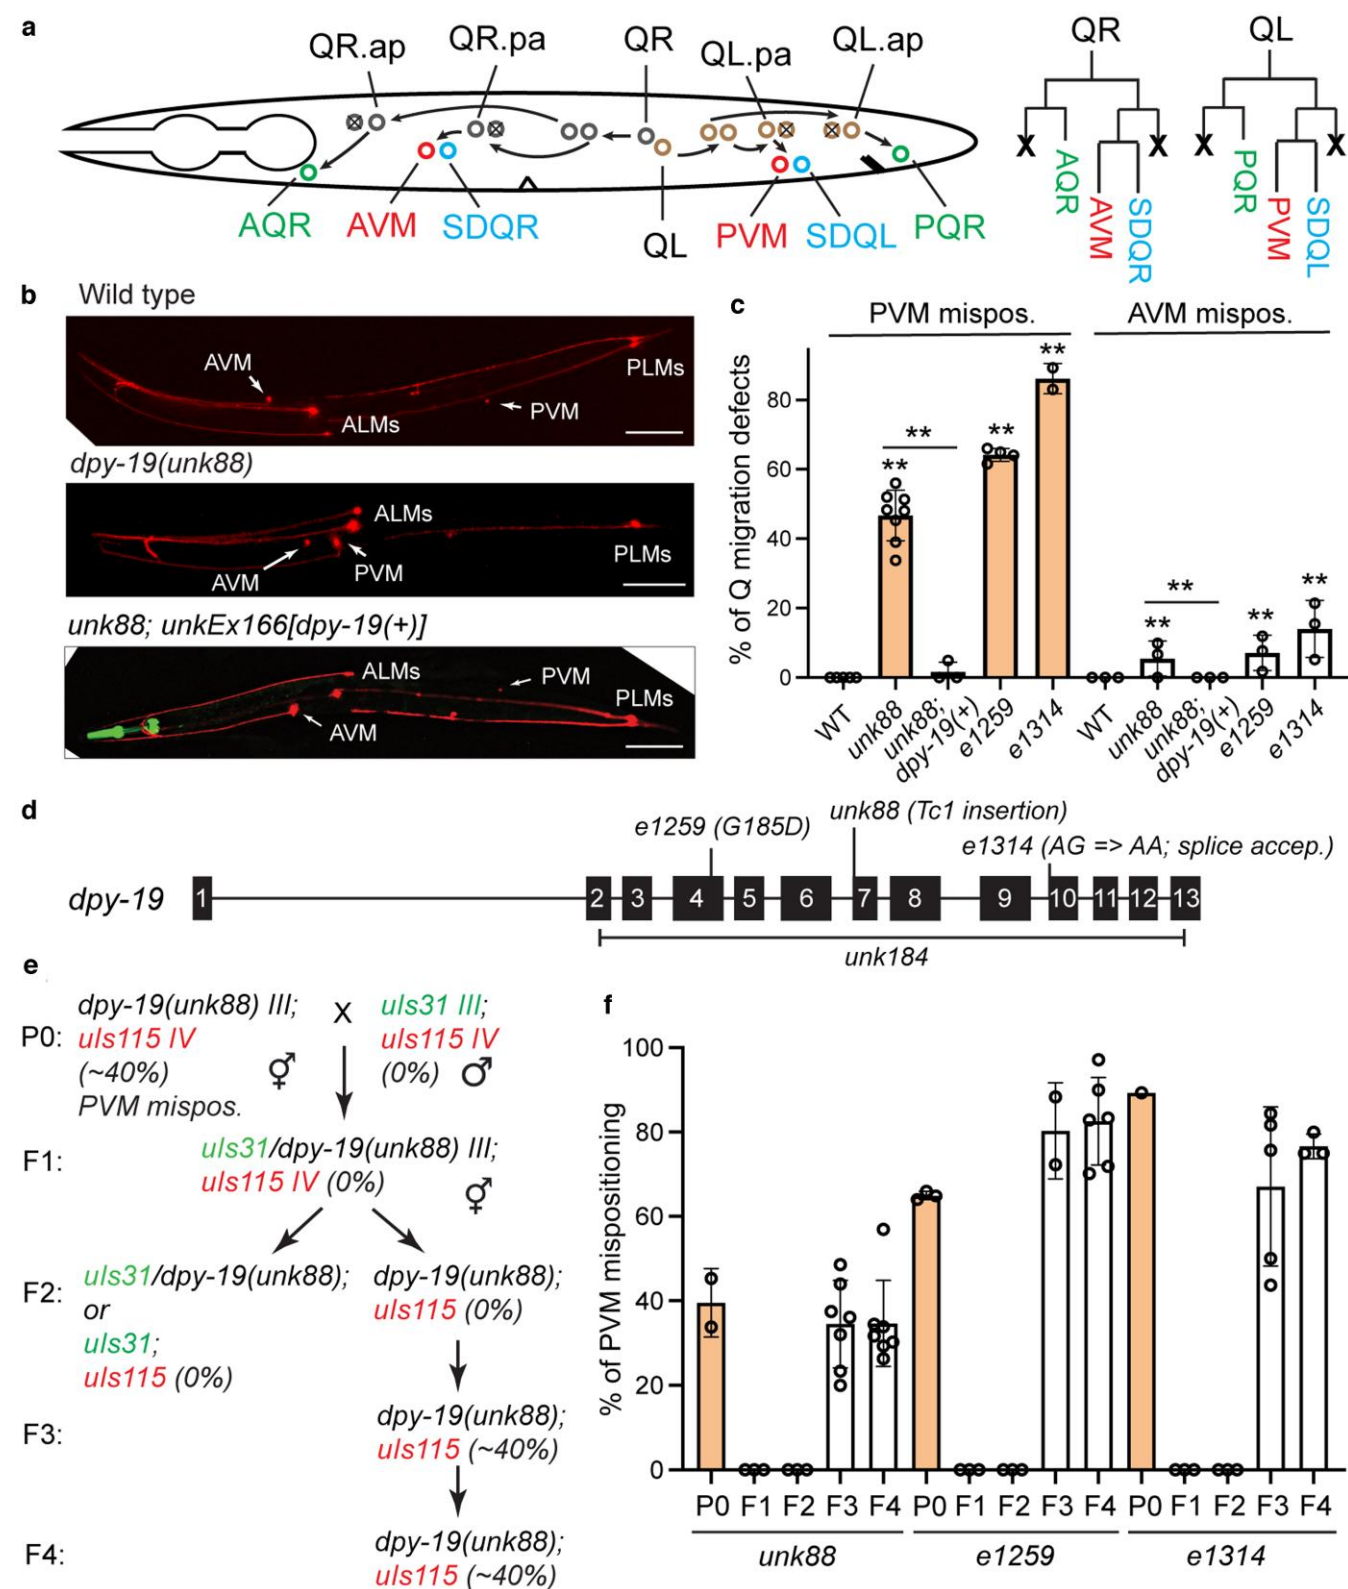 a
QR.ap
QR.pa
QR
QL.pa
QL.ap
AQR
AVM
SDQR
QL
PVM
SDQL
PQR
QR
QL
X
X
X
X
AQR
AVM
SDQR
PQR
PVM
SDQL
b
Wild type
AVM
ALMs
PLMs
PVM
dpy-19(unk88)
ALMs
AVM
PVM
PLMs
unk88; unkEx166[dpy-19(+)]
ALMs
PVM
AVM
PLMs
c
PVM mispos.
AVM mispos.
% of Q migration defects
80
60
40
20
0
**
**
**
**
**
**
**
**
WT
unk88
unk88;
dpy-19(+)
e1259
e1314
WT
unk88
unk88;
dpy-19(+)
e1259
e1314
d
dpy-19
e1259 (G185D)
unk88 (Tc1 insertion)
e1314 (AG => AA; splice accep.)
1 2 3 4 5 6 7 8 9 10 11 12 13
unk184
e
P0:
dpy-19(unk88) III;
uIs115 IV
(~40%)
PVM mispos.
⚥
X
uIs31 III;
uIs115 IV
(0%) ♂
F1:
uIs31/dpy-19(unk88) III;
uIs115 IV (0%)
⚥
F2:
uIs31/dpy-19(unk88);
or
uIs31;
uIs115 (0%)
dpy-19(unk88);
uIs115 (0%)
F3:
dpy-19(unk88);
uIs115 (~40%)
F4:
dpy-19(unk88);
uIs115 (~40%)
f
% of PVM mispositioning
100
80
60
40
20
0
P0 F1 F2 F3 F4 P0 F1 F2 F3 F4 P0 F1 F2 F3 F4
unk88
e1259
e1314